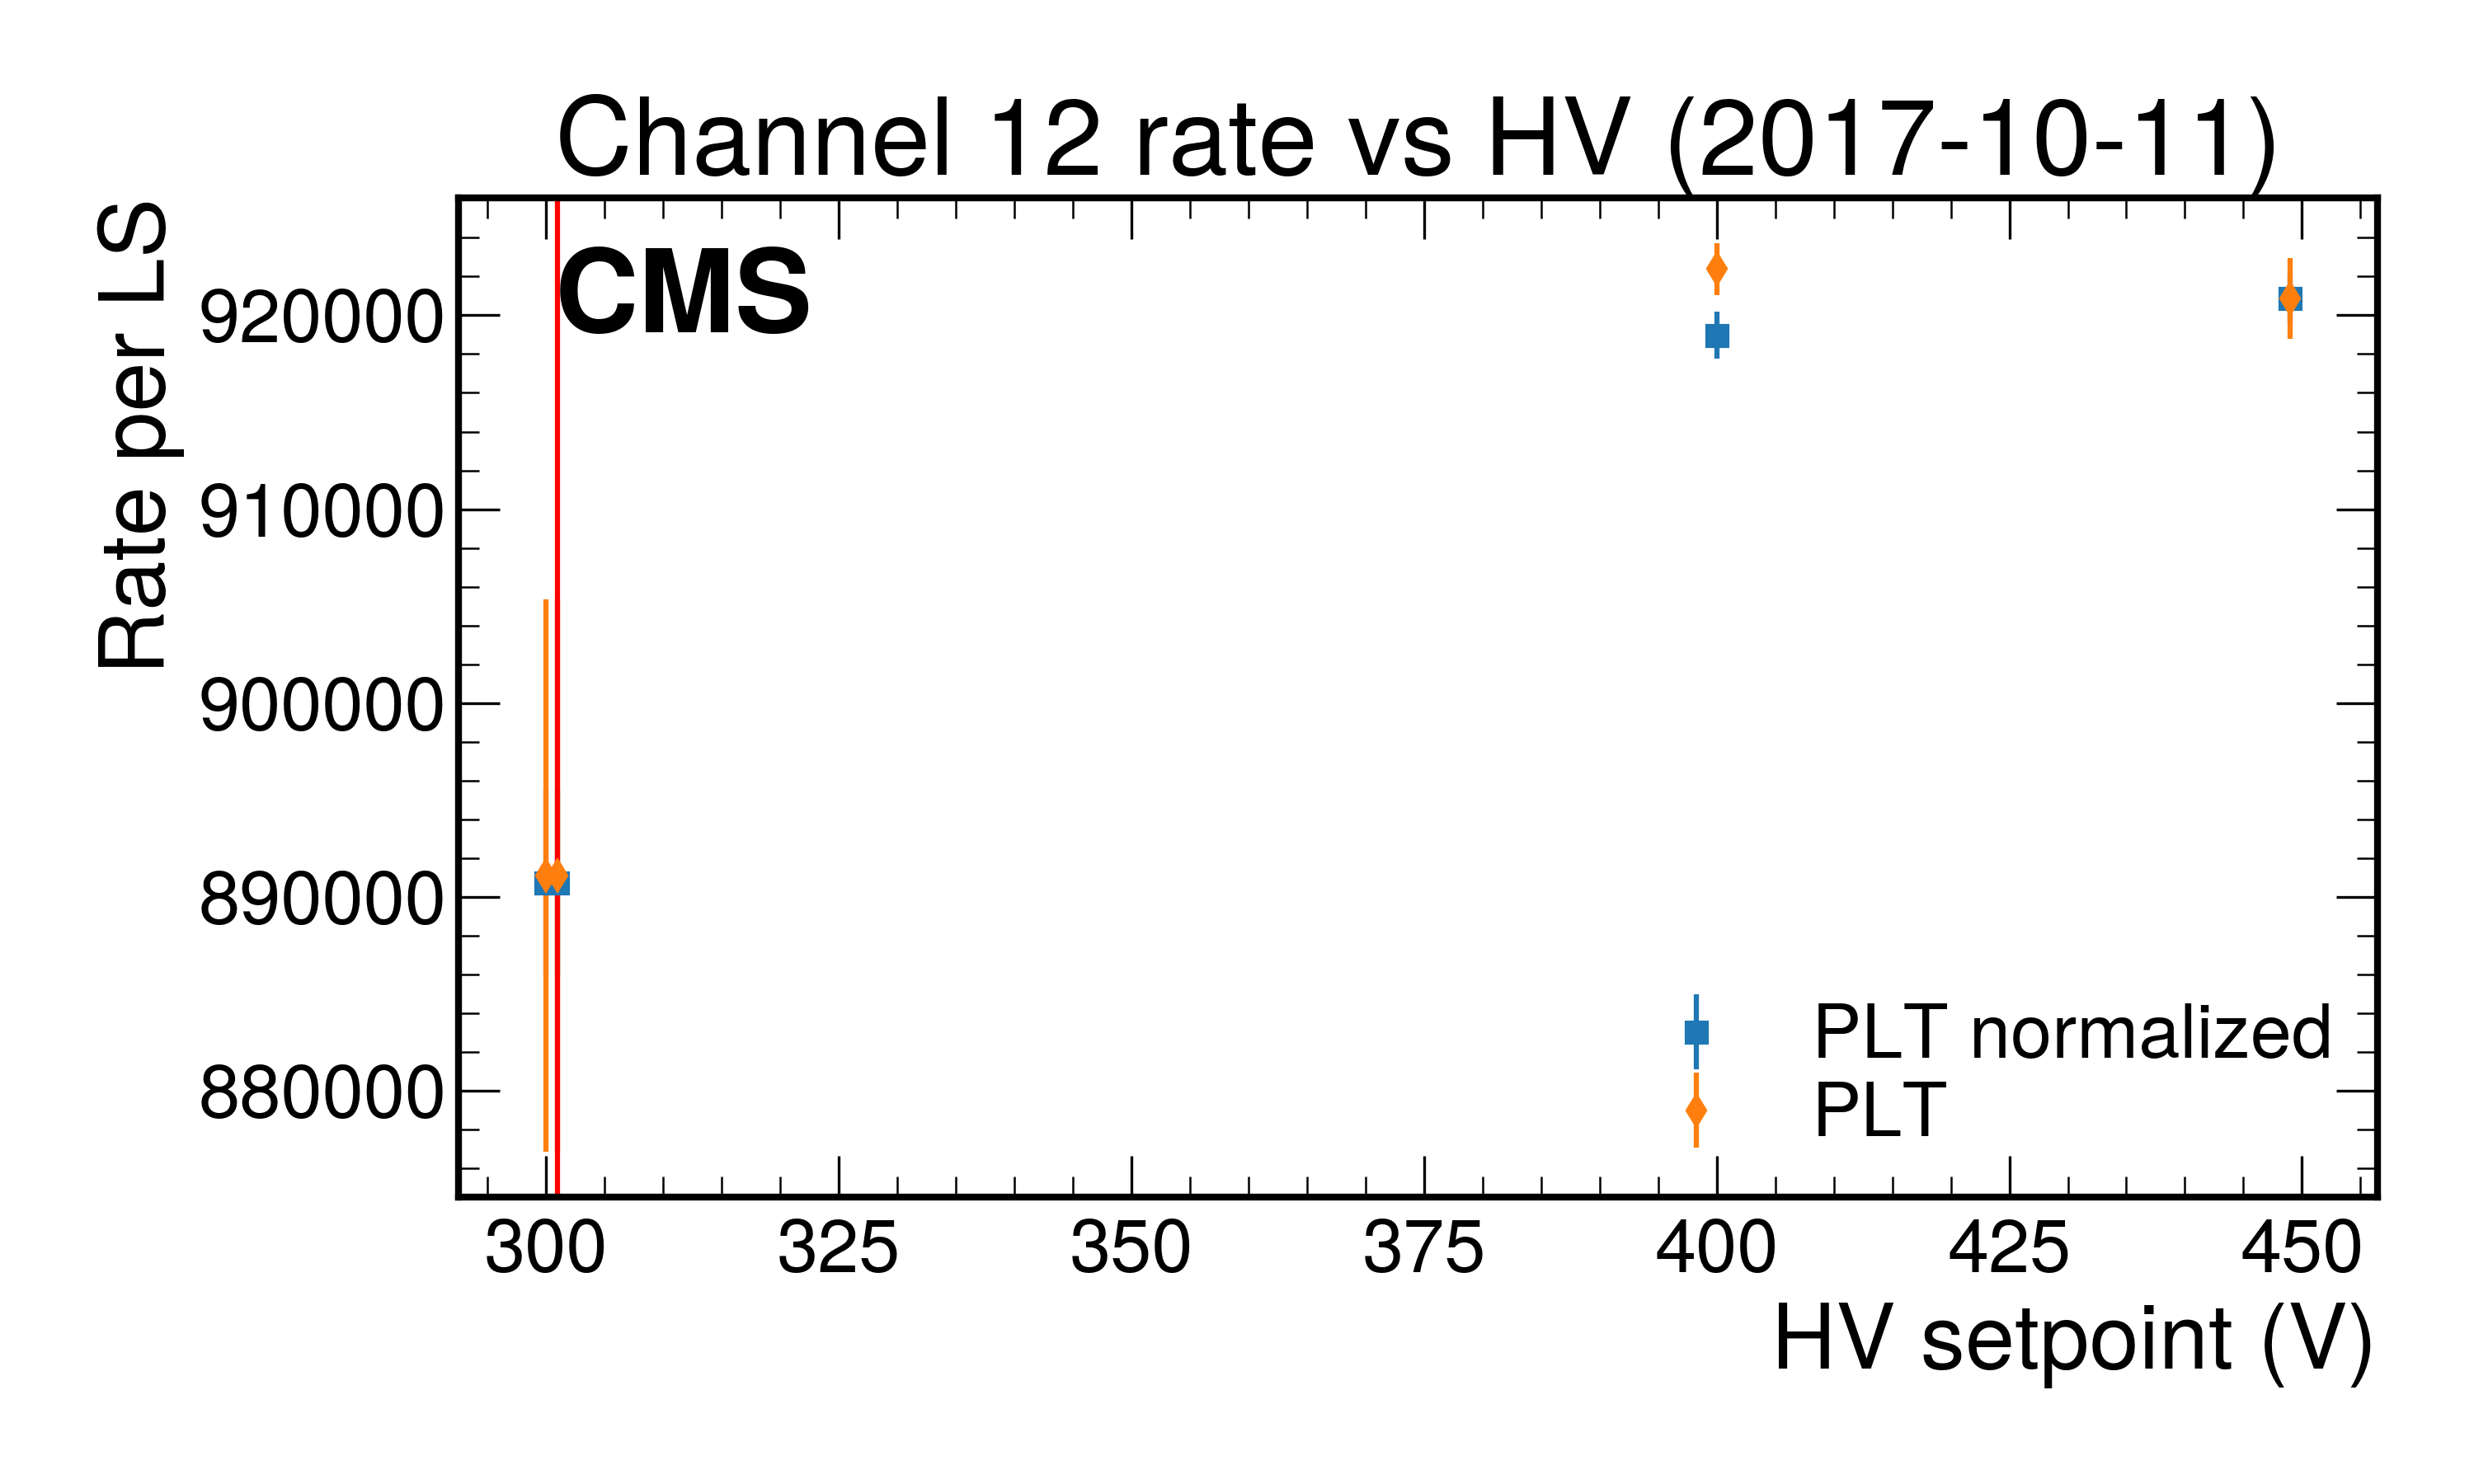 Channel 12 rate vs HV (2017-10-11)
CMS
Rate per LS
920000
910000
900000
890000
880000
PLT normalized
PLT
300 325 350 375 400 425 450
HV setpoint (V)